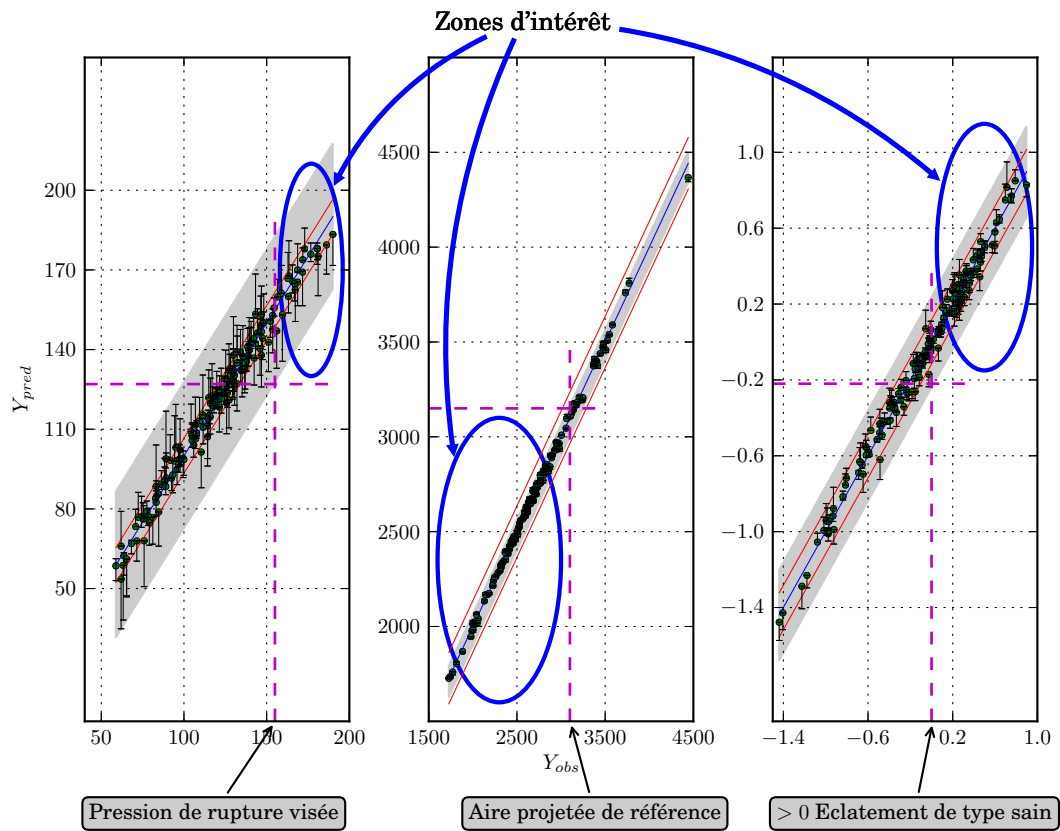 Zones d'intérêt
200
170
140
110
80
50
Y_pred
50 100 150 200
4500
4000
3500
3000
2500
2000
1500 2500 3500 4500
Y_obs
1.0
0.6
0.2
−0.2
−0.6
−1.0
−1.4
−1.4 −0.6 0.2 1.0
Pression de rupture visée
Aire projetée de référence
> 0 Eclatement de type sain